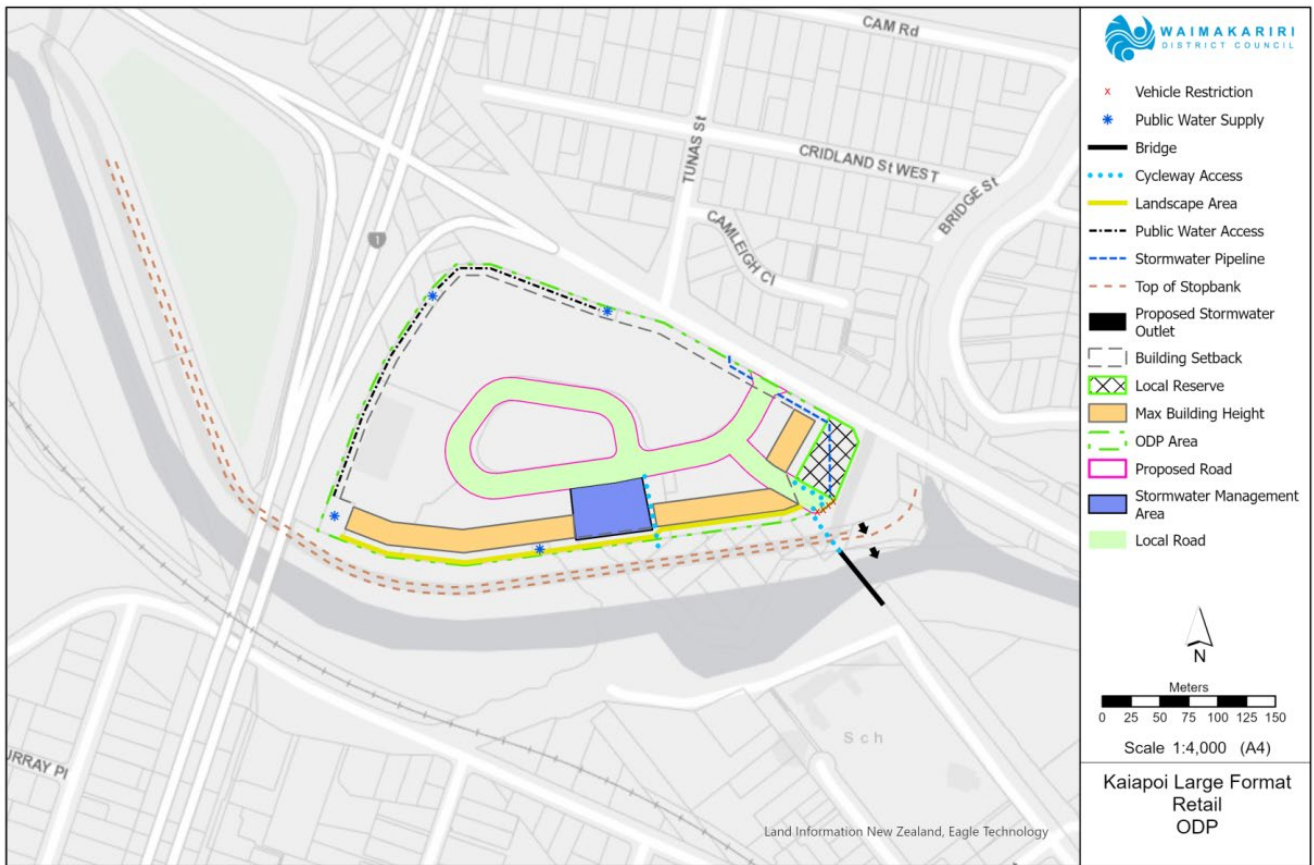 CAM Rd
CRIDLAND St WEST
TUNAS St
BRIDGE St
CAMLEIGH Cl
1
Sch
URRAY Pl
Land Information New Zealand, Eagle Technology
WAIMAKARIRI
DISTRICT COUNCIL
x Vehicle Restriction
Public Water Supply
Bridge
Cycleway Access
Landscape Area
Public Water Access
Stormwater Pipeline
Top of Stopbank
Proposed Stormwater
Outlet
Building Setback
Local Reserve
Max Building Height
ODP Area
Proposed Road
Stormwater Management
Area
Local Road
N
Meters
0 25 50 75 100 125 150
Scale 1:4,000 (A4)
Kaiapoi Large Format
Retail
ODP